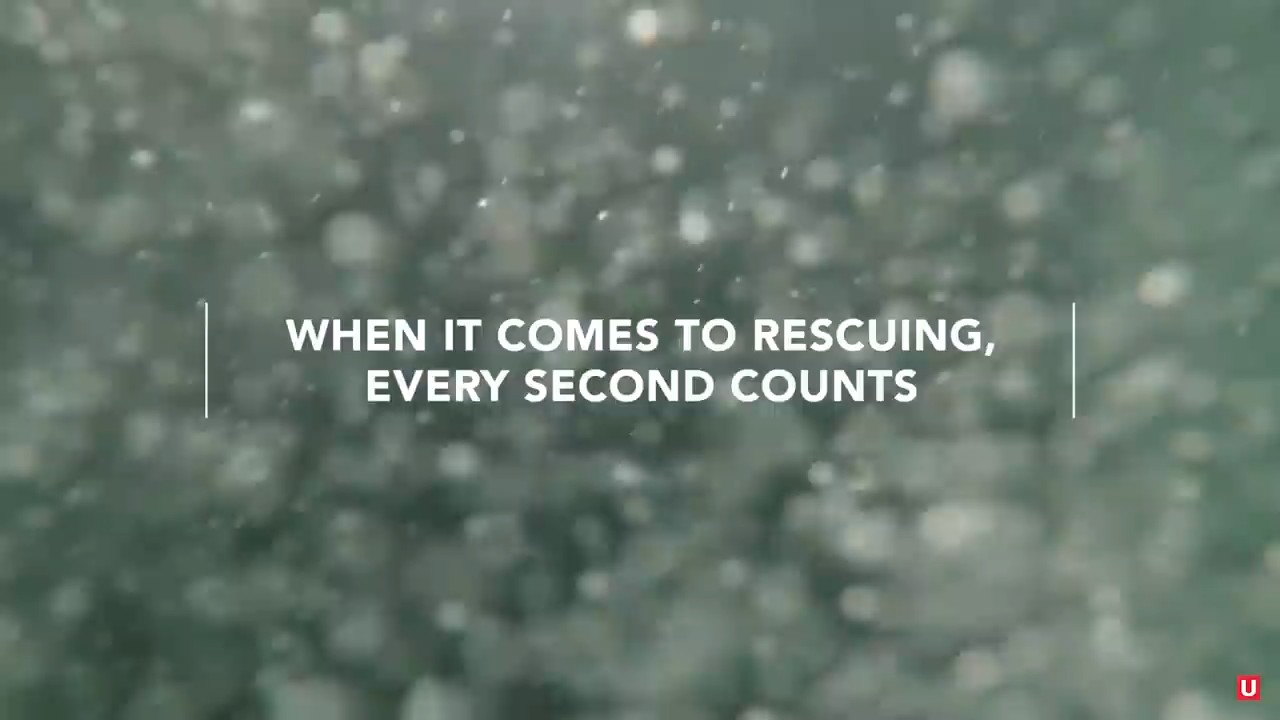 WHEN IT COMES TO RESCUING,
EVERY SECOND COUNTS
U